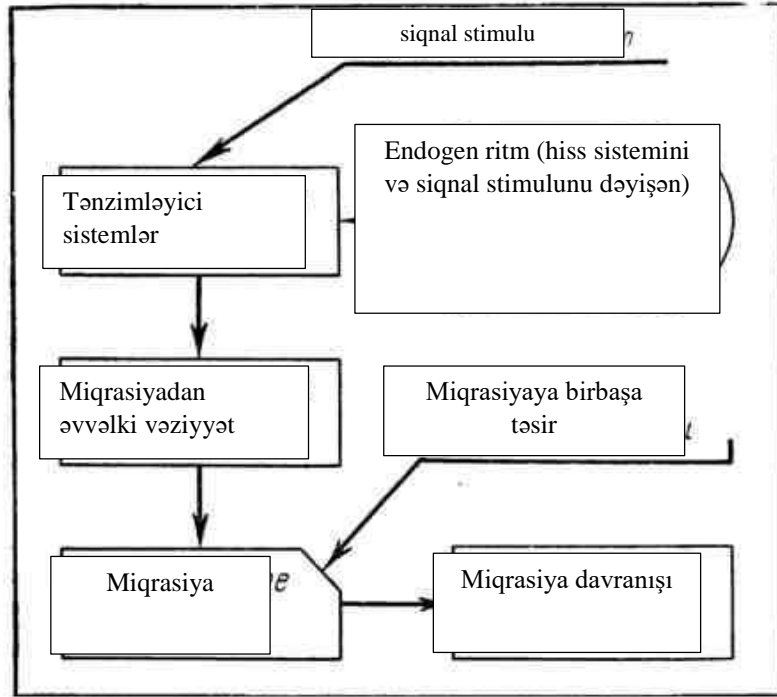 siqnal stimulu
Endogen ritm (hiss sistemini
və siqnal stimulunu dəyişən)
Tənzimləyici
sistemlər
Miqrasiyadan
əvvəlki vəziyyət
Miqrasiyaya birbaşa
təsir
Miqrasiya
Miqrasiya davranışı